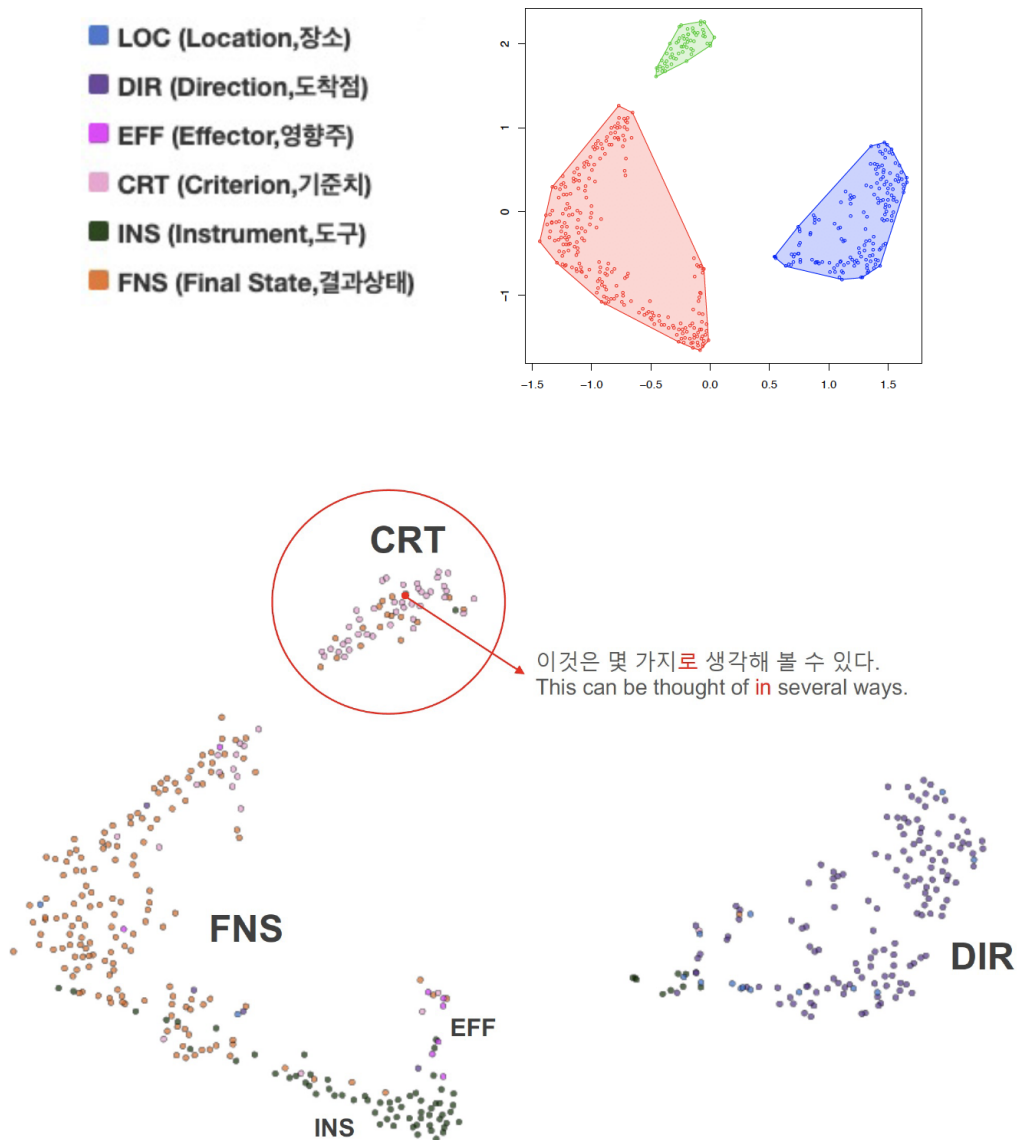 LOC (Location,장소)
DIR (Direction,도착점)
EFF (Effector,영향주)
CRT (Criterion,기준치)
INS (Instrument,도구)
FNS (Final State,결과상태)
2
1
0
−1
−1.5 −1.0 −0.5 0.0 0.5 1.0 1.5
CRT
이것은 몇 가지로 생각해 볼 수 있다.
This can be thought of in several ways.
FNS
DIR
EFF
INS